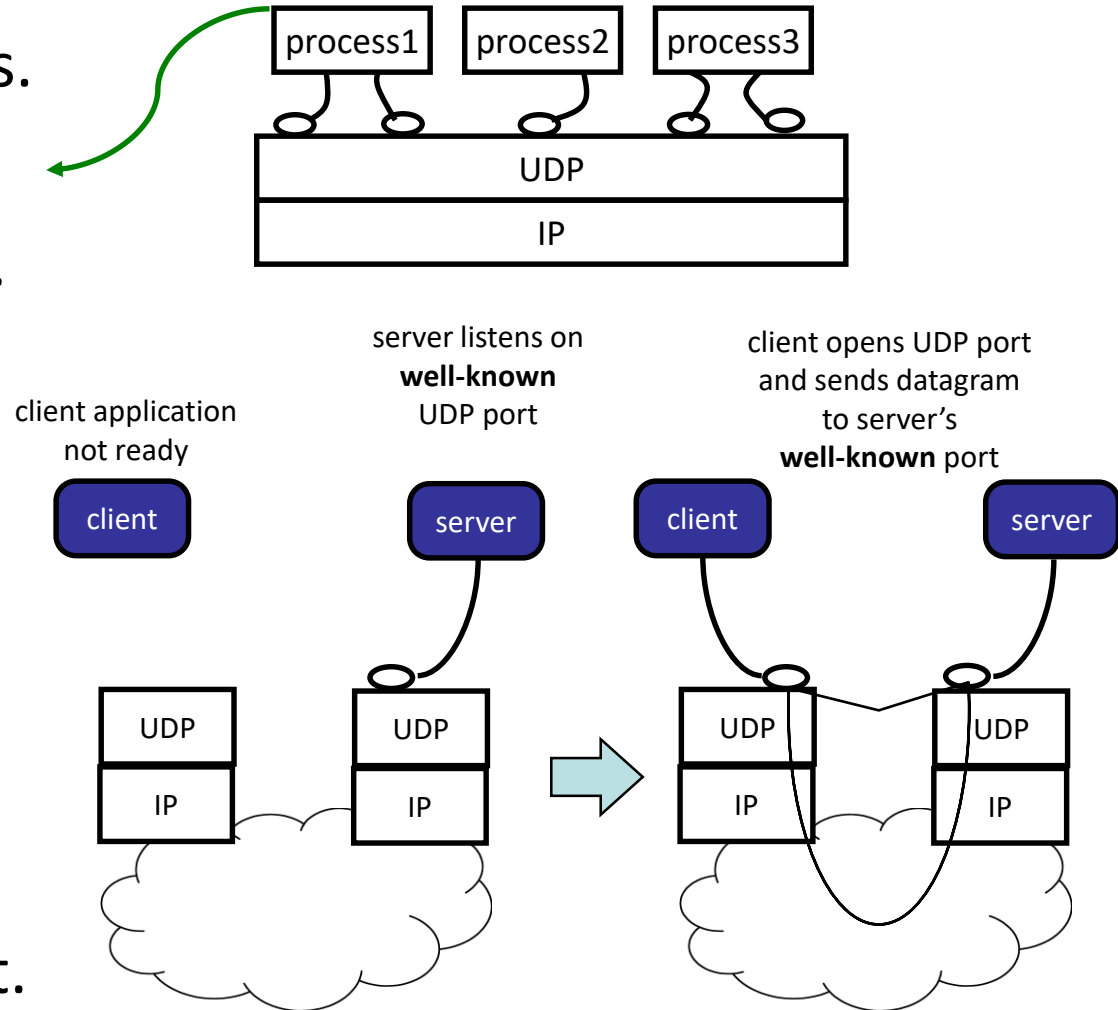 s.
process1
process2
process3
UDP
IP
.
server listens on
well-known
UDP port
client opens UDP port
and sends datagram
to server’s
well-known port
client application
not ready
client
server
client
server
UDP
UDP
UDP
UDP
IP
IP
IP
IP
t.